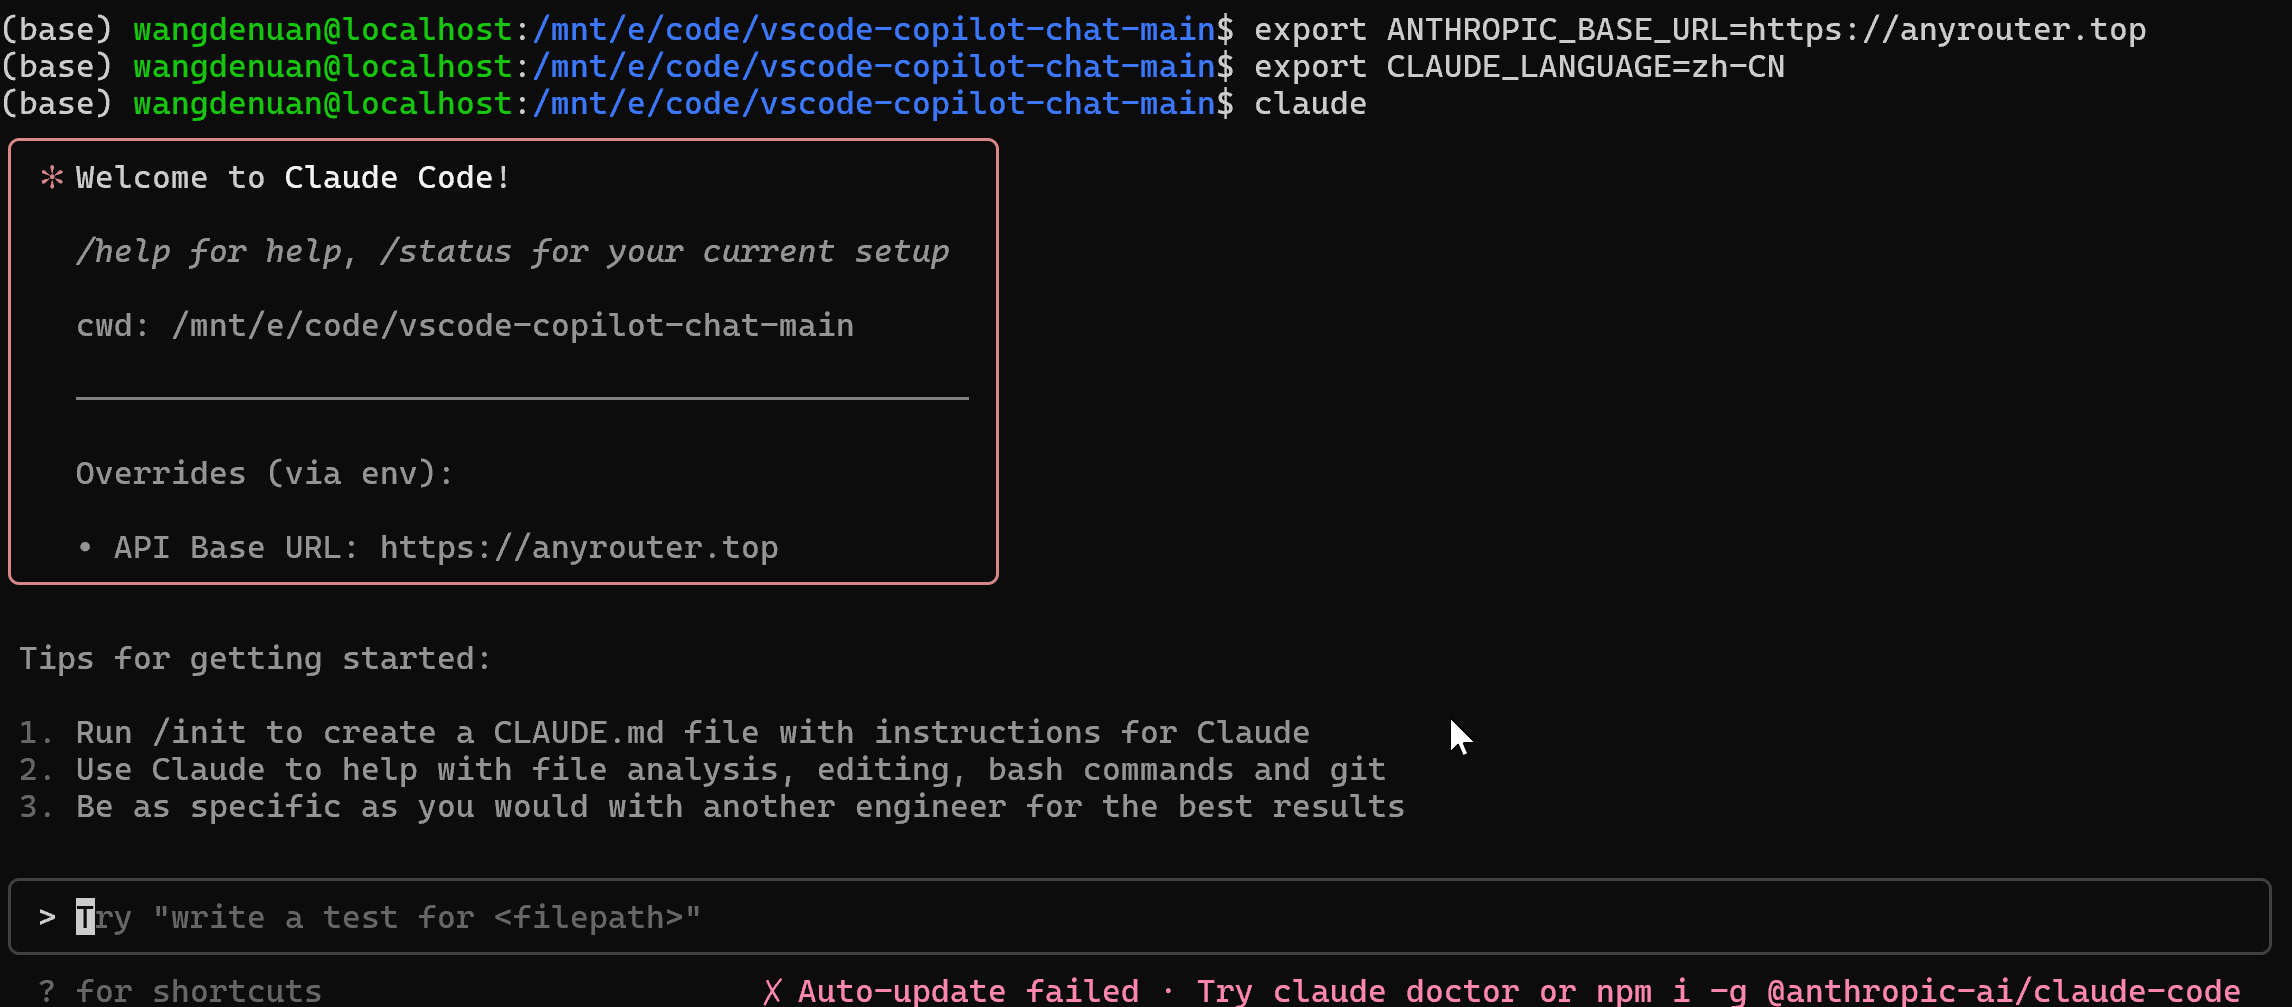 (base) wangdenuan@localhost:/mnt/e/code/vscode-copilot-chat-main$ export ANTHROPIC_BASE_URL=https://anyrouter.top
(base) wangdenuan@localhost:/mnt/e/code/vscode-copilot-chat-main$ export CLAUDE_LANGUAGE=zh-CN
(base) wangdenuan@localhost:/mnt/e/code/vscode-copilot-chat-main$ claude
✻ Welcome to Claude Code!
/help for help, /status for your current setup
cwd: /mnt/e/code/vscode-copilot-chat-main
Overrides (via env):
• API Base URL: https://anyrouter.top
Tips for getting started:
1. Run /init to create a CLAUDE.md file with instructions for Claude
2. Use Claude to help with file analysis, editing, bash commands and git
3. Be as specific as you would with another engineer for the best results
> Try "write a test for <filepath>"
? for shortcuts
✗ Auto-update failed · Try claude doctor or npm i -g @anthropic-ai/claude-code